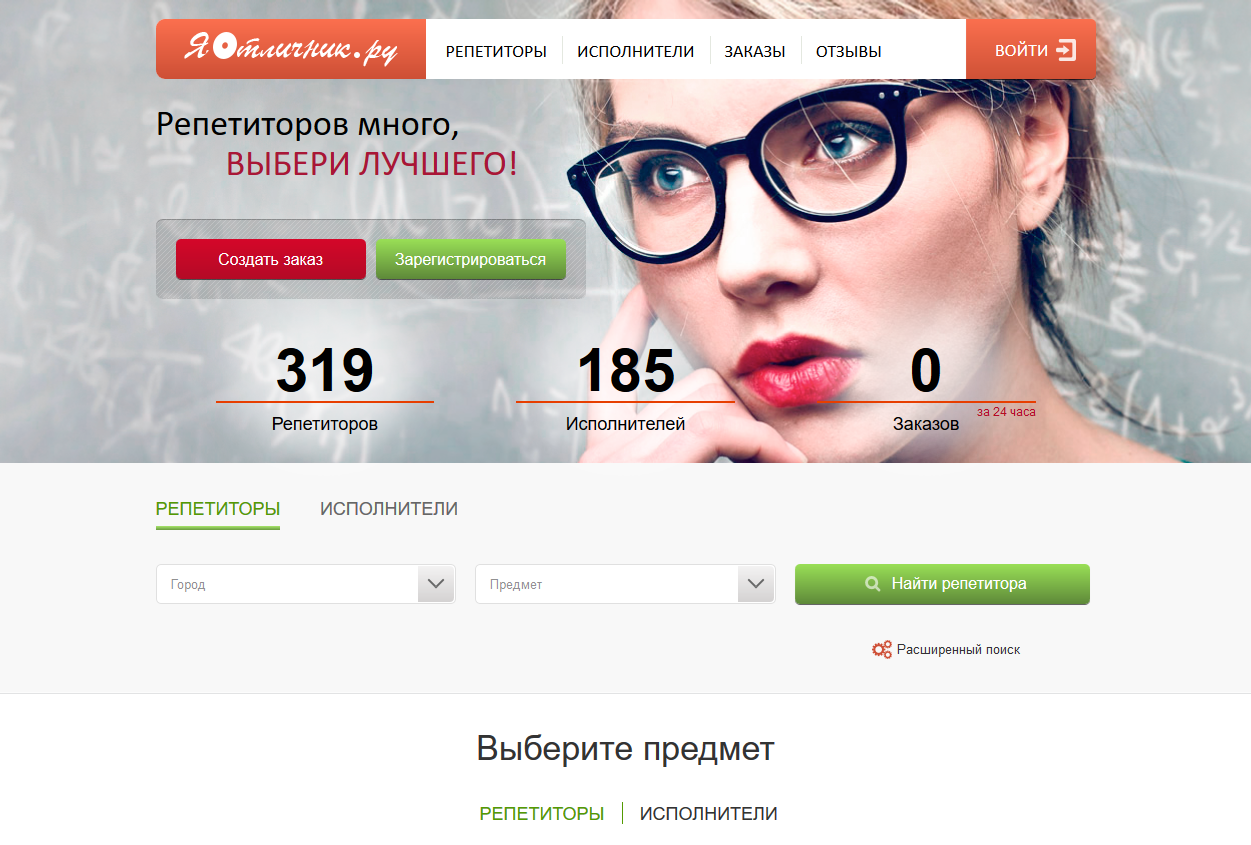 ЯОтличник.ру
РЕПЕТИТОРЫ
ИСПОЛНИТЕЛИ
ЗАКАЗЫ
ОТЗЫВЫ
ВОЙТИ
Репетиторов много,
ВЫБЕРИ ЛУЧШЕГО!
Создать заказ
Зарегистрироваться
319
Репетиторов
185
Исполнителей
0
за 24 часа
Заказов
РЕПЕТИТОРЫ
ИСПОЛНИТЕЛИ
Город
Предмет
Найти репетитора
Расширенный поиск
Выберите предмет
РЕПЕТИТОРЫ
ИСПОЛНИТЕЛИ